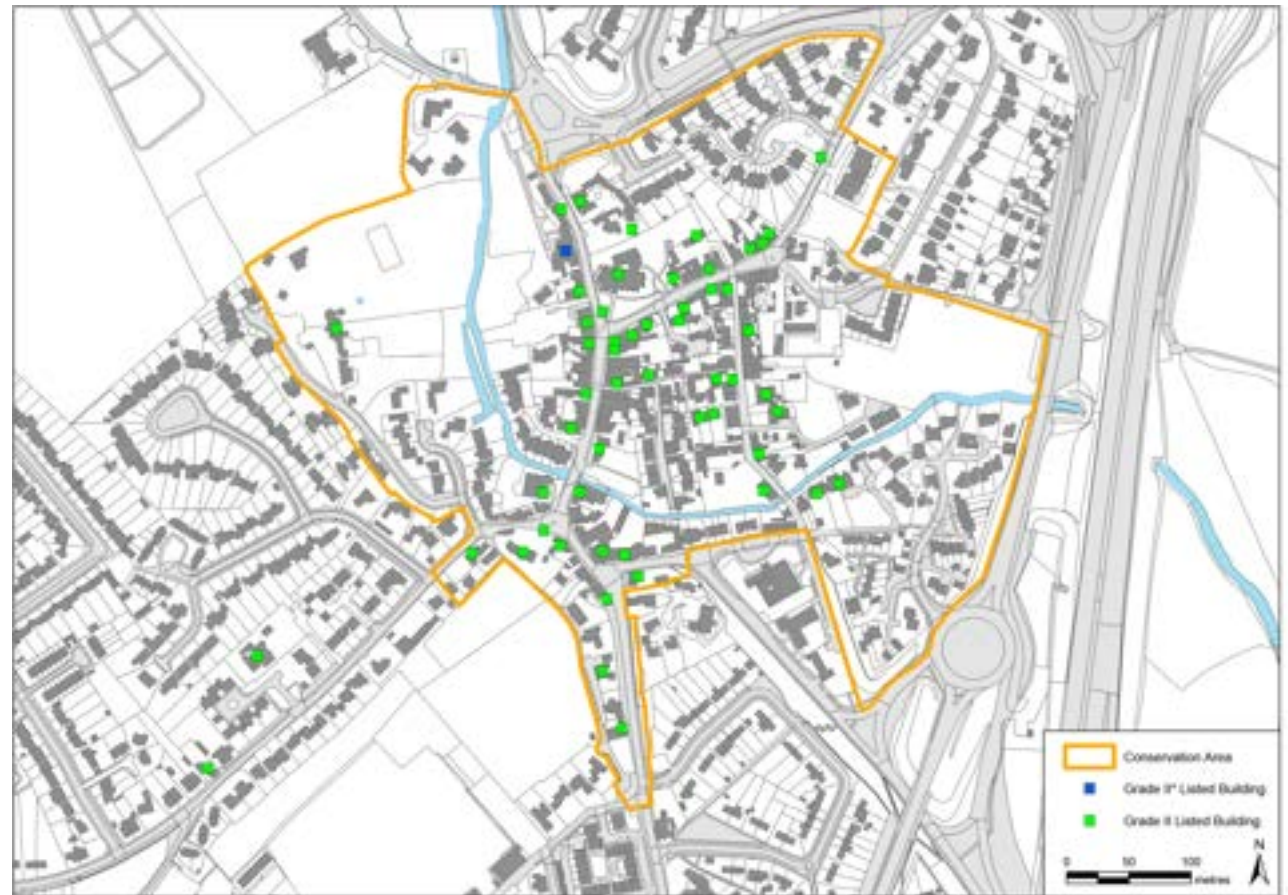 Conservation Area
Grade II* Listed Building
Grade II Listed Building
N
0 50 100
metres